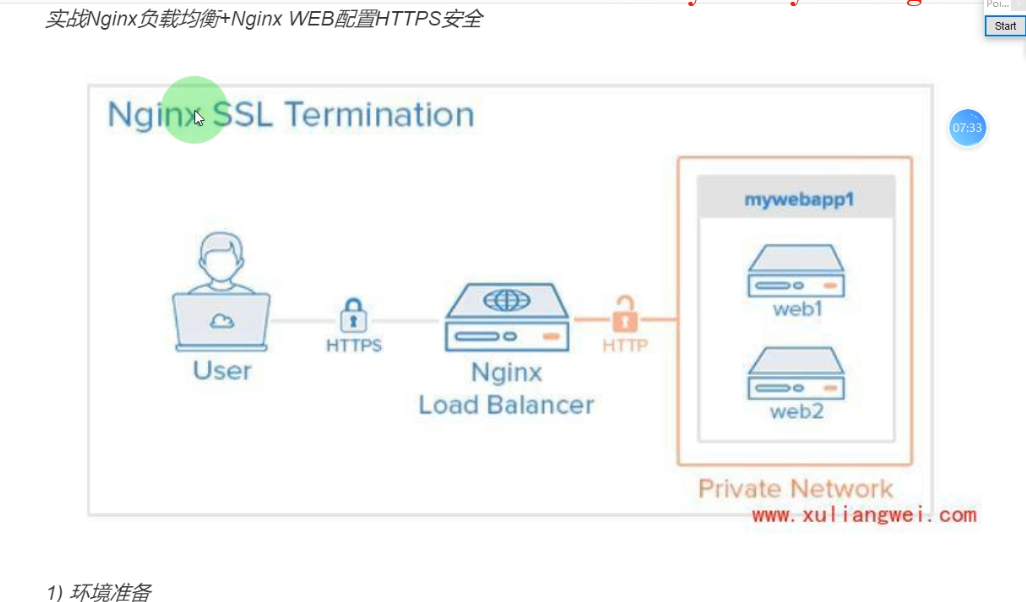 实战Nginx负载均衡+Nginx WEB配置HTTPS安全
Poi...
Start
Nginx SSL Termination
07:33
mywebapp1
web1
HTTPS
HTTP
User
Nginx
Load Balancer
web2
Private Network
www.xuliangwei.com
1) 环境准备